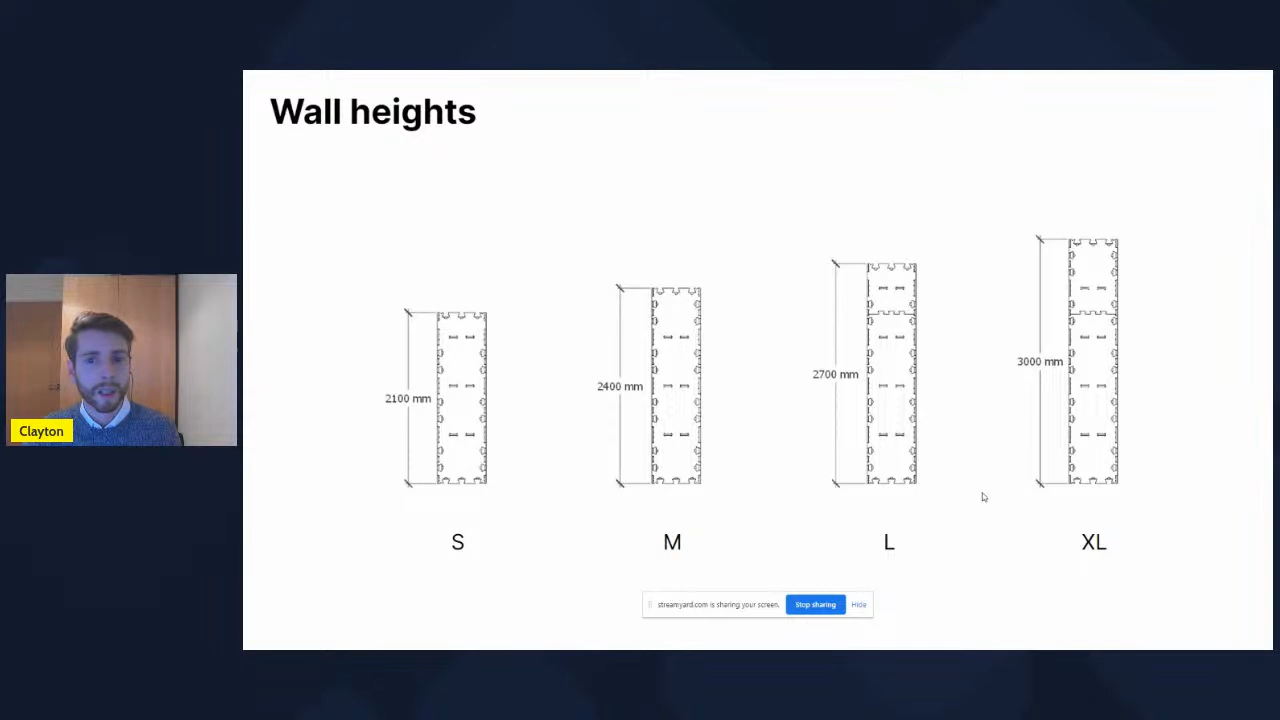 Wall heights
2100 mm
2400 mm
2700 mm
3000 mm
S
M
L
XL
Clayton
streamyard.com is sharing your screen.
Stop sharing
Hide